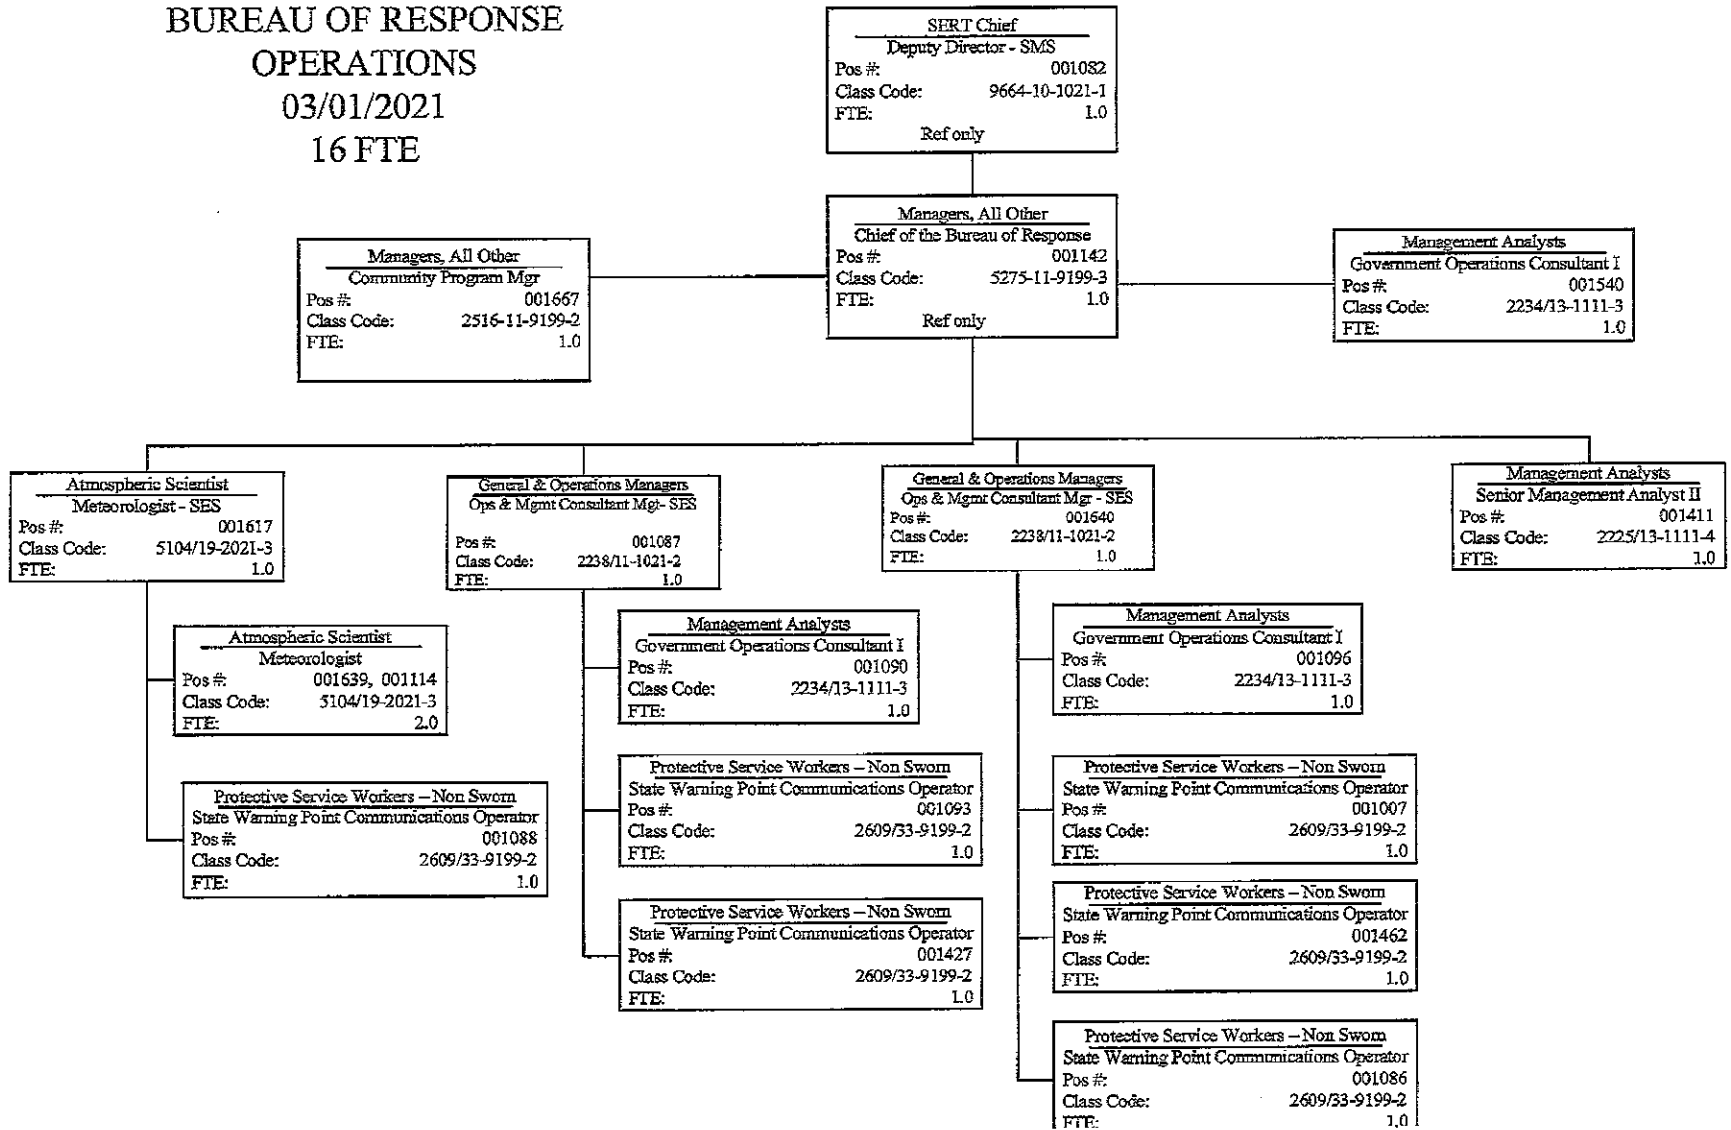 BUREAU OF RESPONSE
OPERATIONS
03/01/2021
16 FTE
SERT Chief
Deputy Director - SMS
Pos #: 001082
Class Code: 9664-10-1021-1
FTE: 1.0
Ref only
Managers, All Other
Chief of the Bureau of Response
Pos #: 001142
Class Code: 5275-11-9199-3
FTE: 1.0
Ref only
Managers, All Other
Community Program Mgr
Pos #: 001667
Class Code: 2516-11-9199-2
FTE: 1.0
Management Analysts
Government Operations Consultant I
Pos #: 001540
Class Code: 2234/13-1111-3
FTE: 1.0
Atmospheric Scientist
Meteorologist - SES
Pos #: 001617
Class Code: 5104/19-2021-3
FTE: 1.0
General & Operations Managers
Ops & Mgmt Consultant Mgr- SES
Pos #: 001087
Class Code: 2238/11-1021-2
FTE: 1.0
General & Operations Managers
Ops & Mgmt Consultant Mgr - SES
Pos #: 001640
Class Code: 2238/11-1021-2
FTE: 1.0
Management Analysts
Senior Management Analyst II
Pos #: 001411
Class Code: 2225/13-1111-4
FTE: 1.0
Atmospheric Scientist
Meteorologist
Pos #: 001639, 001114
Class Code: 5104/19-2021-3
FTE: 2.0
Protective Service Workers – Non Sworn
State Warning Point Communications Operator
Pos #: 001088
Class Code: 2609/33-9199-2
FTE: 1.0
Management Analysts
Government Operations Consultant I
Pos #: 001090
Class Code: 2234/13-1111-3
FTE: 1.0
Protective Service Workers – Non Sworn
State Warning Point Communications Operator
Pos #: 001093
Class Code: 2609/33-9199-2
FTE: 1.0
Protective Service Workers – Non Sworn
State Warning Point Communications Operator
Pos #: 001427
Class Code: 2609/33-9199-2
FTE: 1.0
Management Analysts
Government Operations Consultant I
Pos #: 001096
Class Code: 2234/13-1111-3
FTE: 1.0
Protective Service Workers – Non Sworn
State Warning Point Communications Operator
Pos #: 001007
Class Code: 2609/33-9199-2
FTE: 1.0
Protective Service Workers – Non Sworn
State Warning Point Communications Operator
Pos #: 001462
Class Code: 2609/33-9199-2
FTE: 1.0
Protective Service Workers – Non Sworn
State Warning Point Communications Operator
Pos #: 001086
Class Code: 2609/33-9199-2
FTE: 1.0